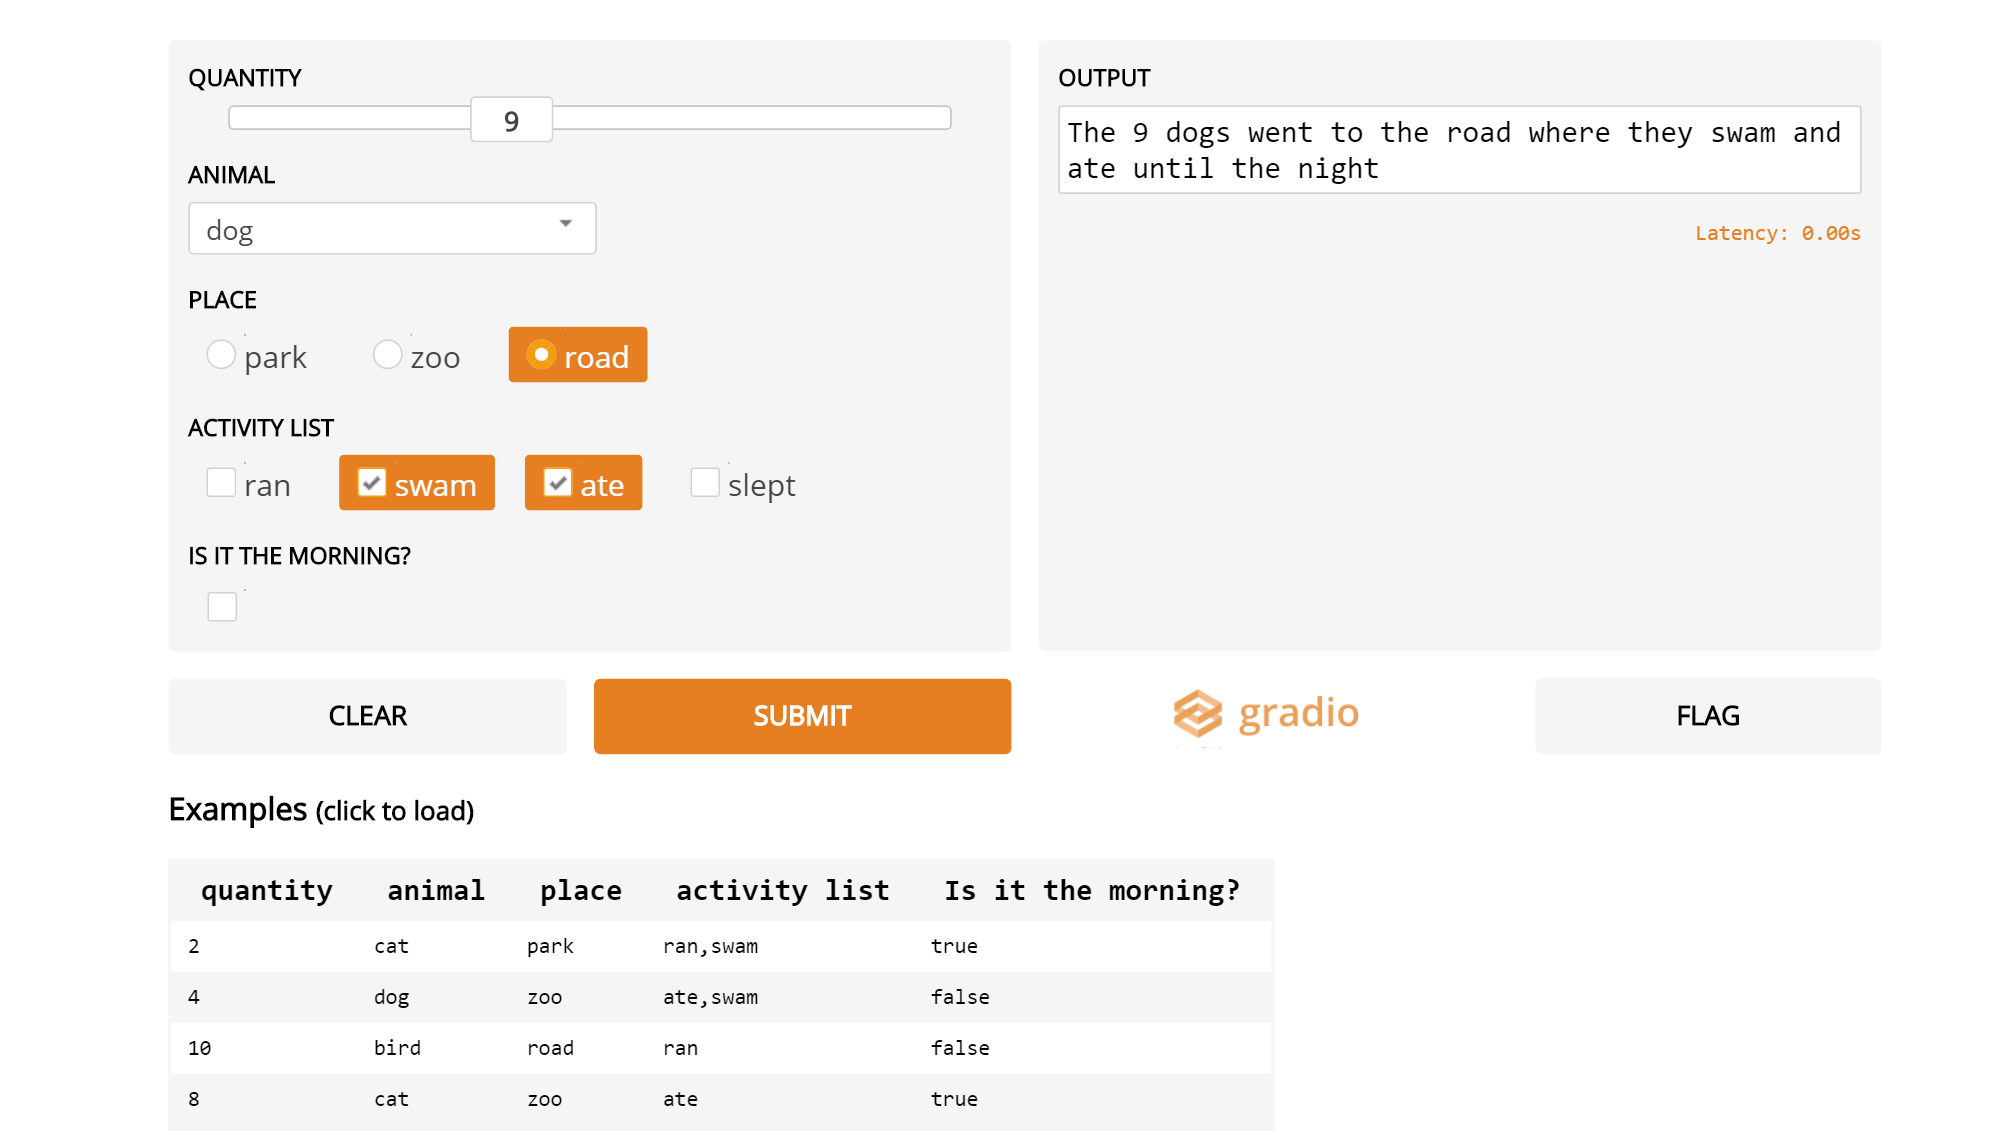 QUANTITY
9
ANIMAL
dog
PLACE
park zoo road
ACTIVITY LIST
ran swam ate slept
IS IT THE MORNING?
CLEAR SUBMIT
OUTPUT
The 9 dogs went to the road where they swam and
ate until the night
Latency: 0.00s
gradio
FLAG
Examples (click to load)
quantity animal place activity list Is it the morning?
2 cat park ran,swam true
4 dog zoo ate,swam false
10 bird road ran false
8 cat zoo ate true